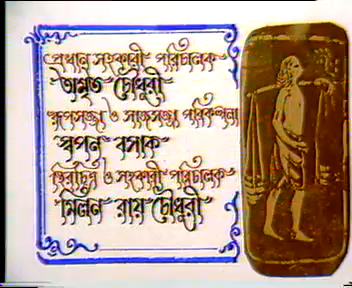 প্রধান সহকারী পরিচালক
অমৃত চৌধুরী
রূপসজ্জা ও সাজসজ্জা পরিকল্পনা
স্বপন বসাক
স্থিরচিত্র ও সহকারী পরিচালক
মিলন রায় চৌধুরী